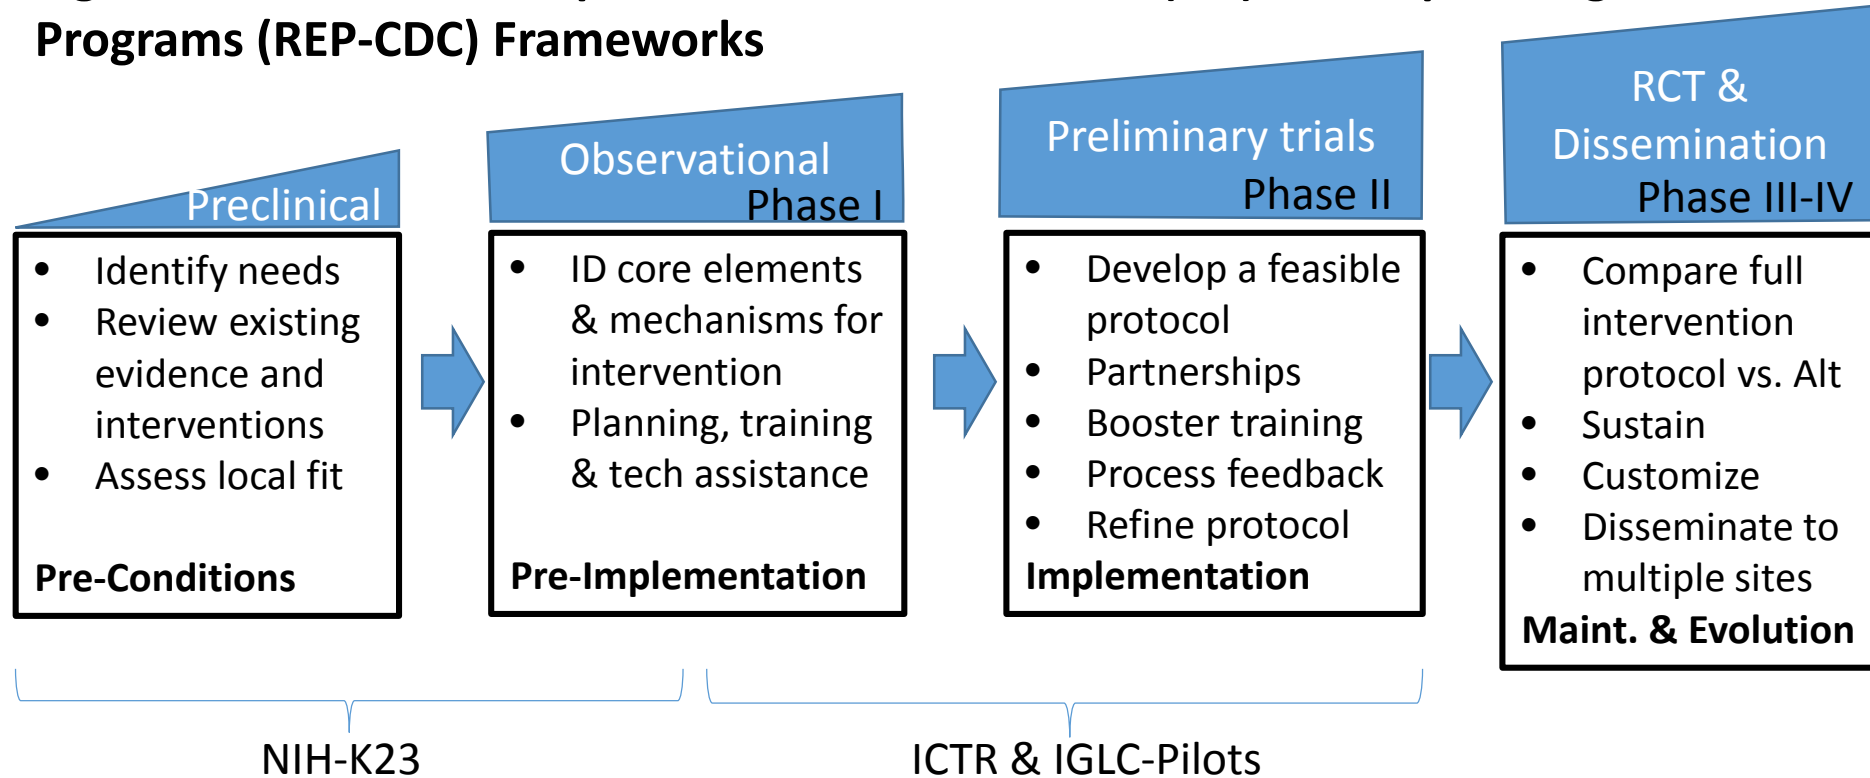 Programs (REP-CDC) Frameworks
Preclinical
• Identify needs
• Review existing
evidence and
interventions
• Assess local fit
Pre-Conditions
Observational
Phase I
• ID core elements
& mechanisms for
intervention
• Planning, training
& tech assistance
Pre-Implementation
Preliminary trials
Phase II
• Develop a feasible
protocol
• Partnerships
• Booster training
• Process feedback
• Refine protocol
Implementation
RCT &
Dissemination
Phase III-IV
• Compare full
intervention
protocol vs. Alt
• Sustain
• Customize
• Disseminate to
multiple sites
Maint. & Evolution
NIH-K23
ICTR & IGLC-Pilots